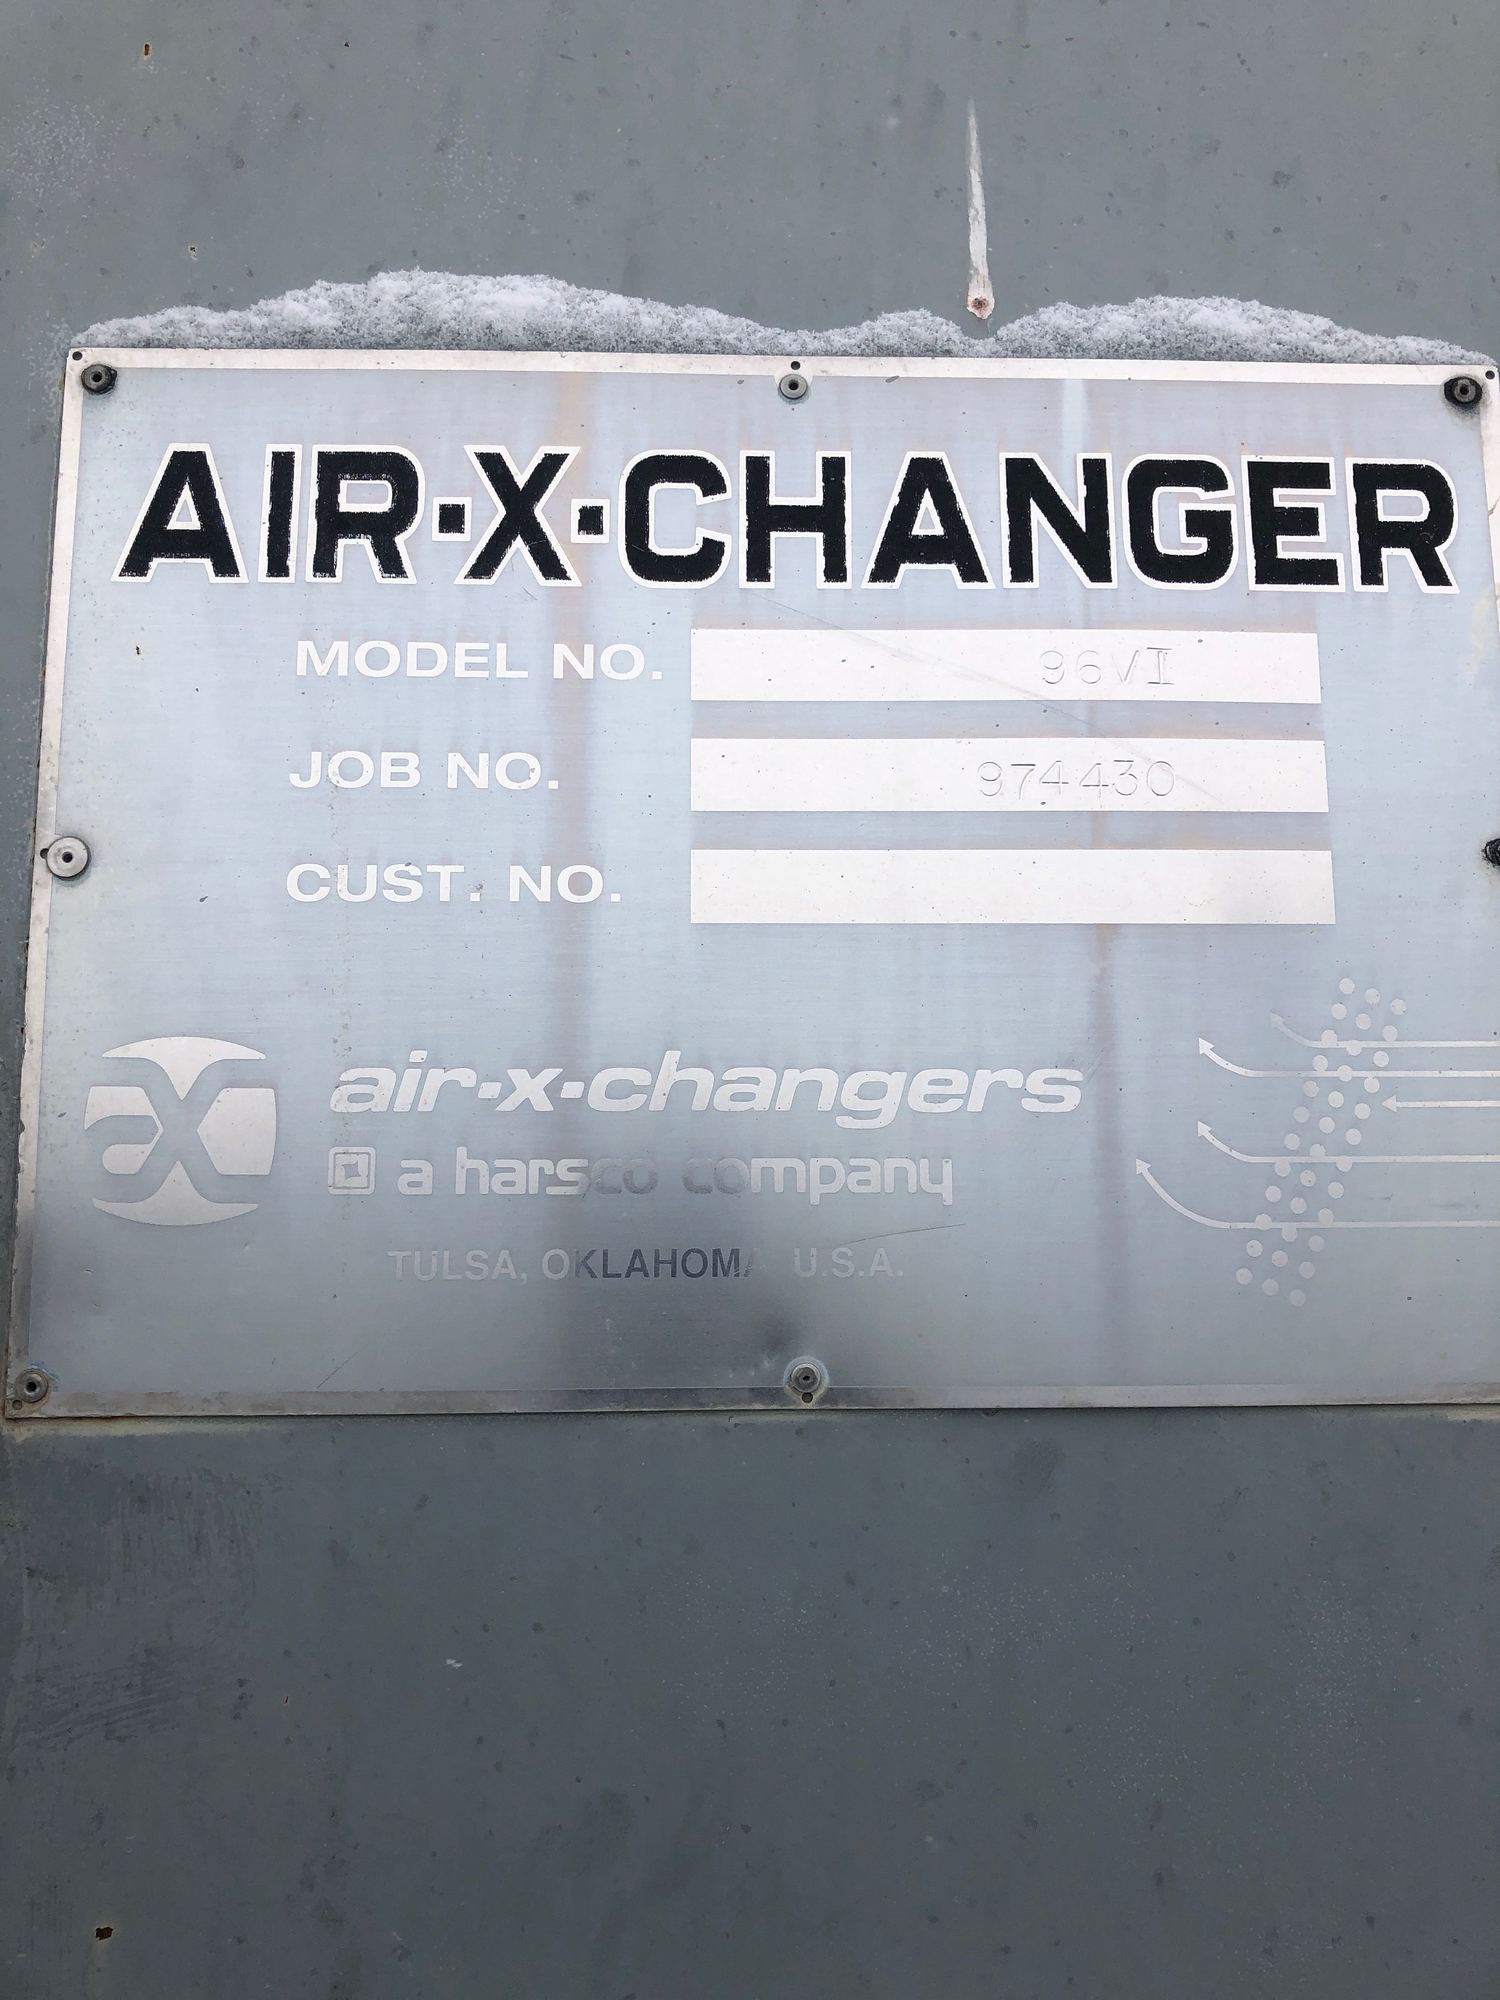 AIR·X·CHANGER
MODEL NO. 96VI
JOB NO. 974430
CUST. NO.
air·x·changers
a harsco company
TULSA, OKLAHOMA U.S.A.